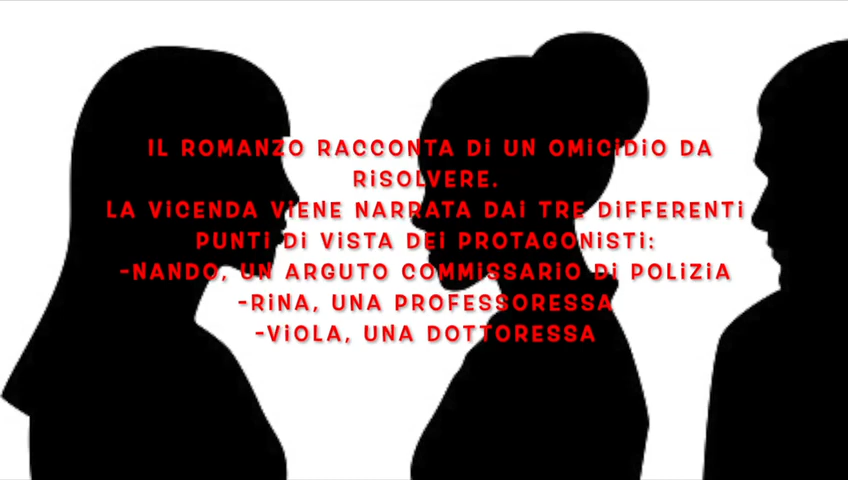 IL ROMANZO RACCONTA Di UN OMiCiDiO DA
RiSOLVERE.
LA ViCENDA ViENE NARRATA DAi TRE DiFFERENTi
PUNTi Di ViSTA DEi PROTAGONiSTi:
-NANDO, UN ARGUTO COMMiSSARiO Di POLiZiA
-RiNA, UNA PROFESSORESSA
-ViOLA, UNA DOTTORESSA